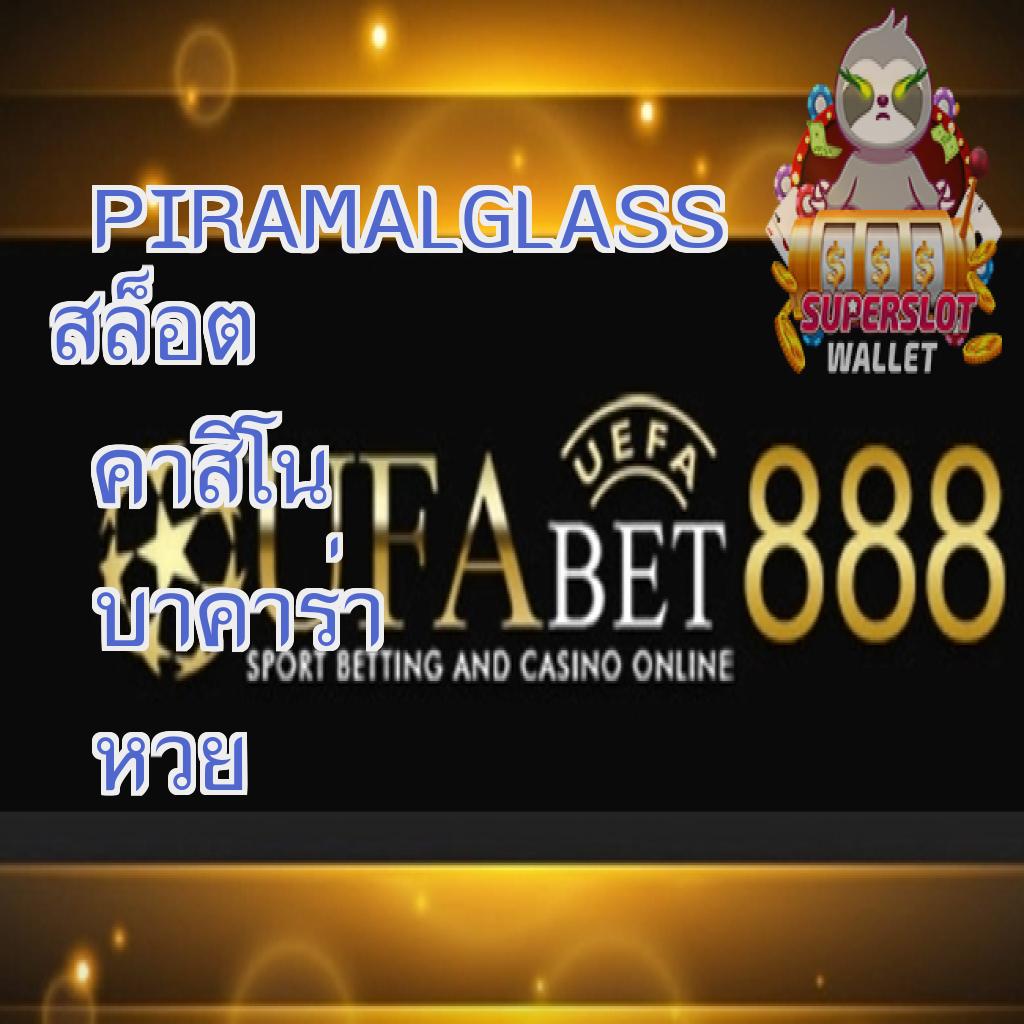 PIRAMALGLASS
สล็อต
SUPERSLOT
WALLET
คาสิโน
UEFA
UFABET888
บาคาร่า
SPORT BETTING AND CASINO ONLINE
หวย